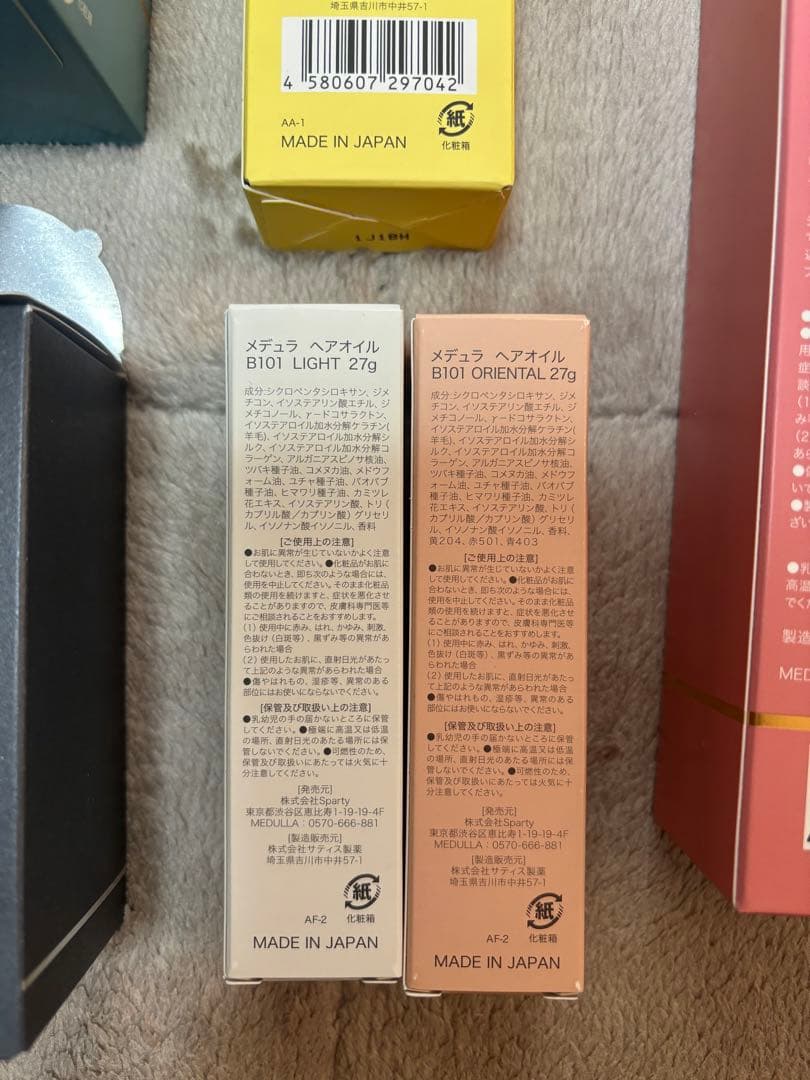 埼玉県吉川市中井57-1
4 580607 297042
AA-1
MADE IN JAPAN
紙
化粧箱
1J1BH
メデュラ ヘアオイル
B101 LIGHT 27g
成分:シクロペンタシロキサン、ジメ
チコン、イソステアリン酸エチル、ジ
メチコノール、γ-ドコサラクトン、
イソステアロイル加水分解ケラチン(
羊毛)、イソステアロイル加水分解シ
ルク、イソステアロイル加水分解コ
ラーゲン、アルガニアスピノサ核油、
ツバキ種子油、コメヌカ油、メドウフ
ォーム油、ユチャ種子油、バオバブ
種子油、ヒマワリ種子油、カミツレ
花エキス、イソステアリン酸、トリ(
カプリル酸/カプリン酸)グリセリ
ル、イソノナン酸イソノニル、香料
[ご使用上の注意]
●お肌に異常が生じていないかよく注意
して使用してください。●化粧品がお肌に
合わないとき、即ち次のような場合には、
使用を中止してください。そのまま化粧品
類の使用を続けますと、症状を悪化させ
ることがありますので、皮膚科専門医等
にご相談されることをおすすめします。
(1)使用中に赤み、はれ、かゆみ、刺激、
色抜け(白斑等)、黒ずみ等の異常があ
らわれた場合
(2)使用したお肌に、直射日光があたっ
て上記のような異常があらわれた場合
●傷やはれもの、湿疹等、異常のある
部位にはお使いにならないでください。
[保管及び取扱い上の注意]
●乳幼児の手の届かないところに保管
してください。●極端に高温又は低温
の場所、直射日光のあたる場所には保
管しないでください。●可燃性のため、
保管及び取扱いにあたっては火気に十
分注意してください。
[発売元]
株式会社Sparty
東京都渋谷区恵比寿1-19-19-4F
MEDULLA:0570-666-881
[製造販売元]
株式会社サティス製薬
埼玉県吉川市中井57-1
紙
AF-2 化粧箱
MADE IN JAPAN
メデュラ ヘアオイル
B101 ORIENTAL 27g
成分:シクロペンタシロキサン、ジメ
チコン、イソステアリン酸エチル、ジ
メチコノール、γ-ドコサラクトン、
イソステアロイル加水分解ケラチン(
羊毛)、イソステアロイル加水分解シ
ルク、イソステアロイル加水分解コ
ラーゲン、アルガニアスピノサ核油、
ツバキ種子油、コメヌカ油、メドウフ
ォーム油、ユチャ種子油、バオバブ
種子油、ヒマワリ種子油、カミツレ
花エキス、イソステアリン酸、トリ(
カプリル酸/カプリン酸)グリセリ
ル、イソノナン酸イソノニル、香料、
黄204、赤501、青403
[ご使用上の注意]
●お肌に異常が生じていないかよく注意
して使用してください。●化粧品がお肌に
合わないとき、即ち次のような場合には、
使用を中止してください。そのまま化粧品
類の使用を続けますと、症状を悪化させ
ることがありますので、皮膚科専門医等
にご相談されることをおすすめします。
(1)使用中に赤み、はれ、かゆみ、刺激、
色抜け(白斑等)、黒ずみ等の異常があ
らわれた場合
(2)使用したお肌に、直射日光があたっ
て上記のような異常があらわれた場合
●傷やはれもの、湿疹等、異常のある
部位にはお使いにならないでください。
[保管及び取扱い上の注意]
●乳幼児の手の届かないところに保管
してください。●極端に高温又は低温
の場所、直射日光のあたる場所には保
管しないでください。●可燃性のため、
保管及び取扱いにあたっては火気に十
分注意してください。
[発売元]
株式会社Sparty
東京都渋谷区恵比寿1-19-19-4F
MEDULLA:0570-666-881
[製造販売元]
株式会社サティス製薬
埼玉県吉川市中井57-1
紙
AF-2 化粧箱
MADE IN JAPAN
●乳
高温
でくだ
製造
MED